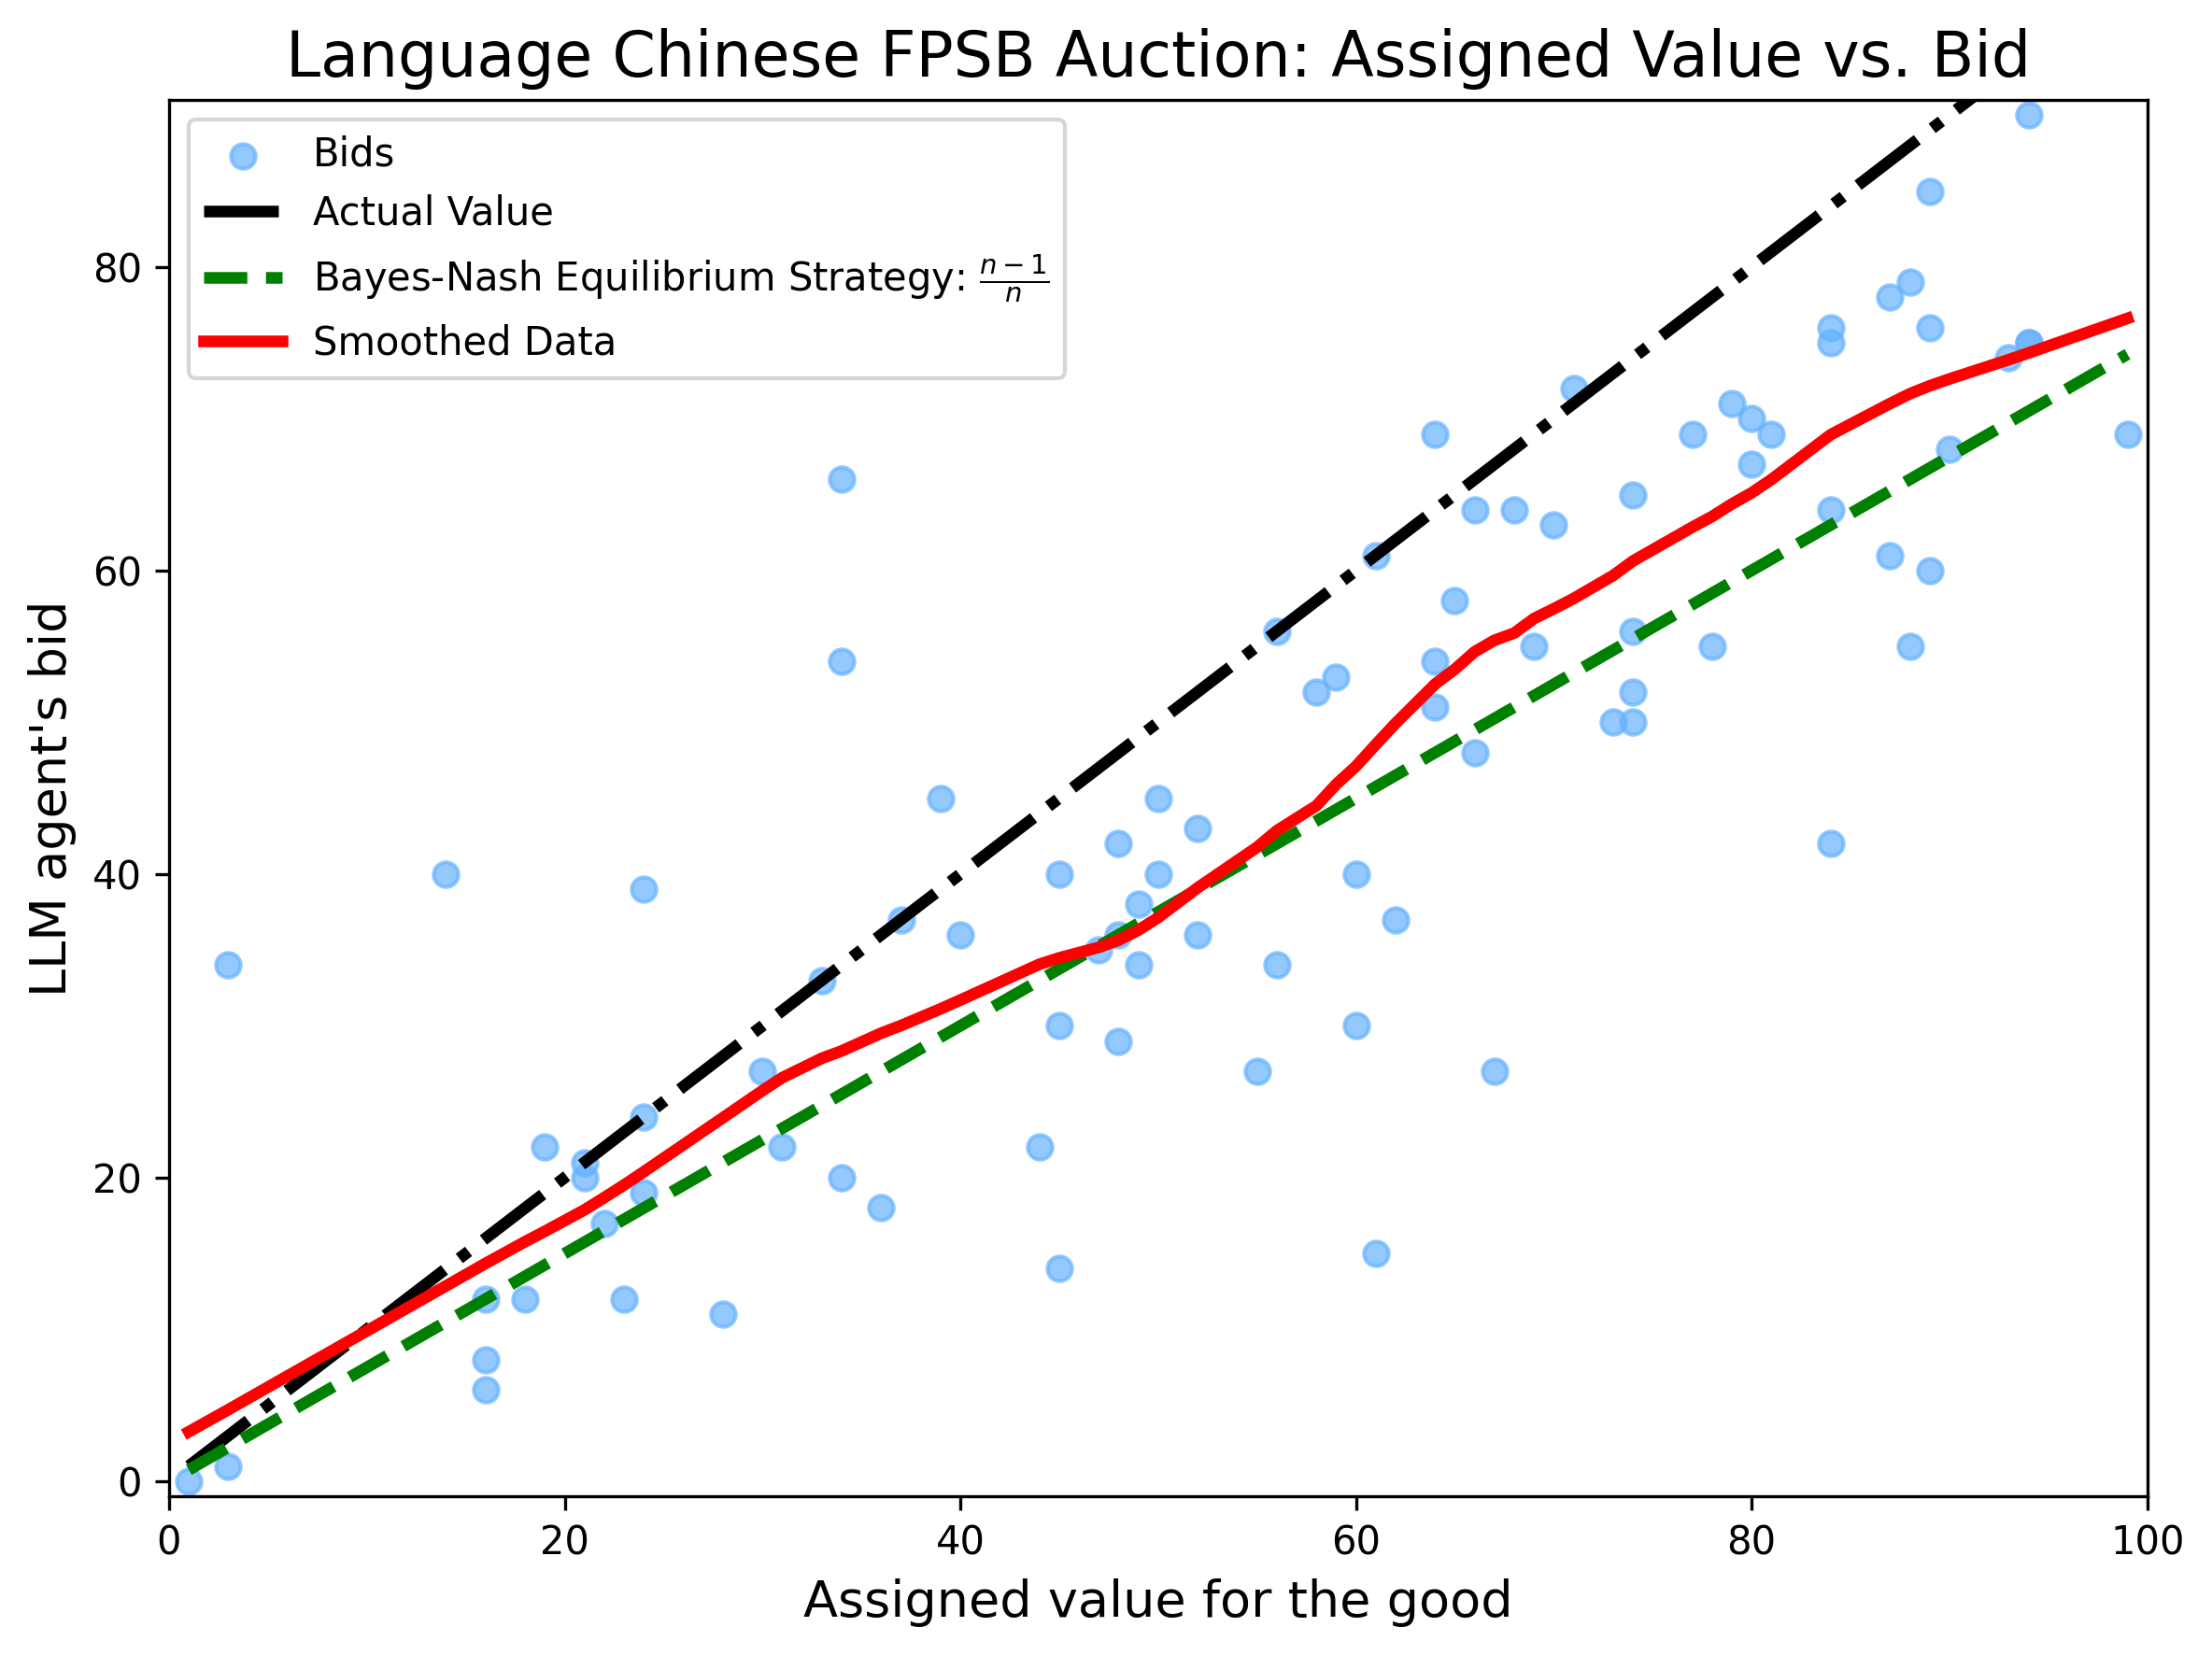 Language Chinese FPSB Auction: Assigned Value vs. Bid
Bids
Actual Value
Bayes-Nash Equilibrium Strategy: \frac{n-1}{n}
Smoothed Data
LLM agent's bid
80
60
40
20
0
0 20 40 60 80 100
Assigned value for the good